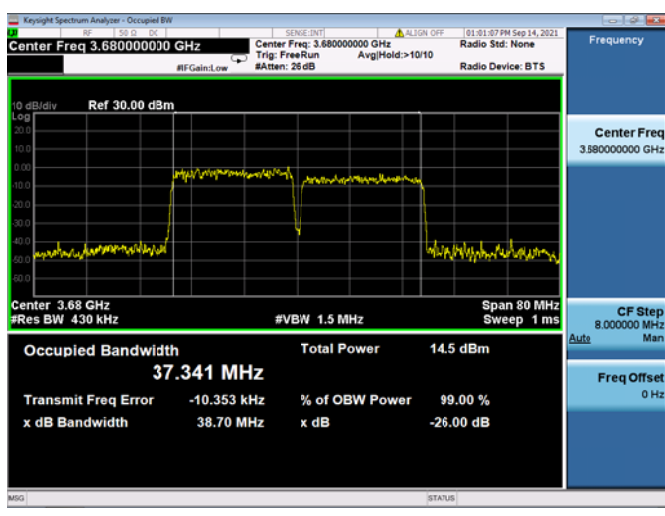 Keysight Spectrum Analyzer - Occupied BW
RF 50 Ω DC SENSE:INT ALIGN OFF 01:01:07 PM Sep 14, 2021
Center Freq 3.680000000 GHz Center Freq: 3.680000000 GHz Radio Std: None
Trig: FreeRun Avg|Hold:>10/10
#IFGain:Low #Atten: 26 dB Radio Device: BTS
Frequency
10 dB/div Ref 30.00 dBm
Log
20.0
10.0
0.00
-10.0
-20.0
-30.0
-40.0
-50.0
-60.0
Center 3.68 GHz Span 80 MHz
#Res BW 430 kHz #VBW 1.5 MHz Sweep 1 ms
Occupied Bandwidth Total Power 14.5 dBm
37.341 MHz
Transmit Freq Error -10.353 kHz % of OBW Power 99.00 %
x dB Bandwidth 38.70 MHz x dB -26.00 dB
Center Freq
3.680000000 GHz
CF Step
8.000000 MHz
Auto Man
Freq Offset
0 Hz
MSG STATUS